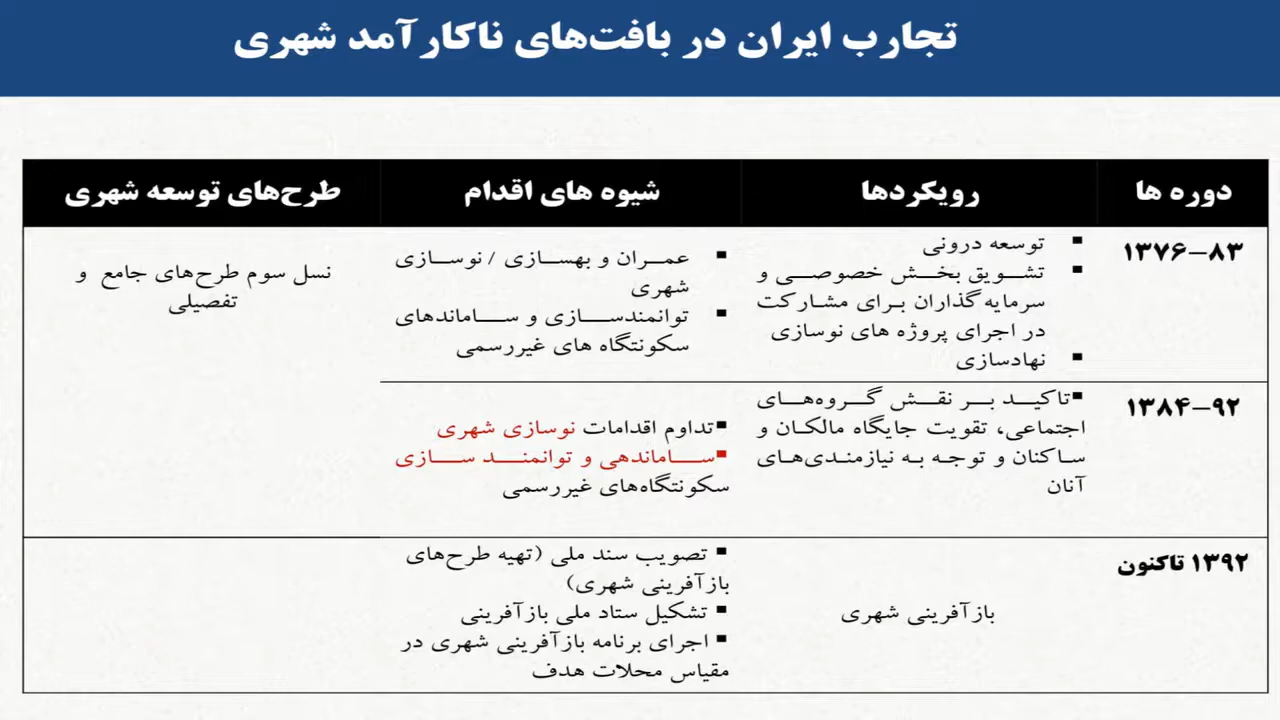 تجارب ایران در بافت‌های ناکارآمد شهری
دوره ها
رویکردها
شیوه های اقدام
طرح‌های توسعه شهری
۱۳۷۶–۸۳
▪ توسعه درونی
▪ تشویق بخش خصوصی و
سرمایه‌گذاران برای مشارکت
در اجرای پروژه های نوسازی
▪ نهادسازی
▪ عمران و بهسازی / نوسازی
شهری
▪ توانمندسازی و ساماندهای
سکونتگاه های غیررسمی
نسل سوم طرح‌های جامع و
تفصیلی
۱۳۸۴–۹۲
▪تاکید بر نقش گروه‌های
اجتماعی، تقویت جایگاه مالکان و
ساکنان و توجه به نیازمندی‌های
آنان
▪تداوم اقدامات نوسازی شهری
▪ساماندهی و توانمند سازی
سکونتگاه‌های غیررسمی
۱۳۹۲ تاکنون
بازآفرینی شهری
▪ تصویب سند ملی (تهیه طرح‌های
بازآفرینی شهری)
▪ تشکیل ستاد ملی بازآفرینی
▪ اجرای برنامه بازآفرینی شهری در
مقیاس محلات هدف